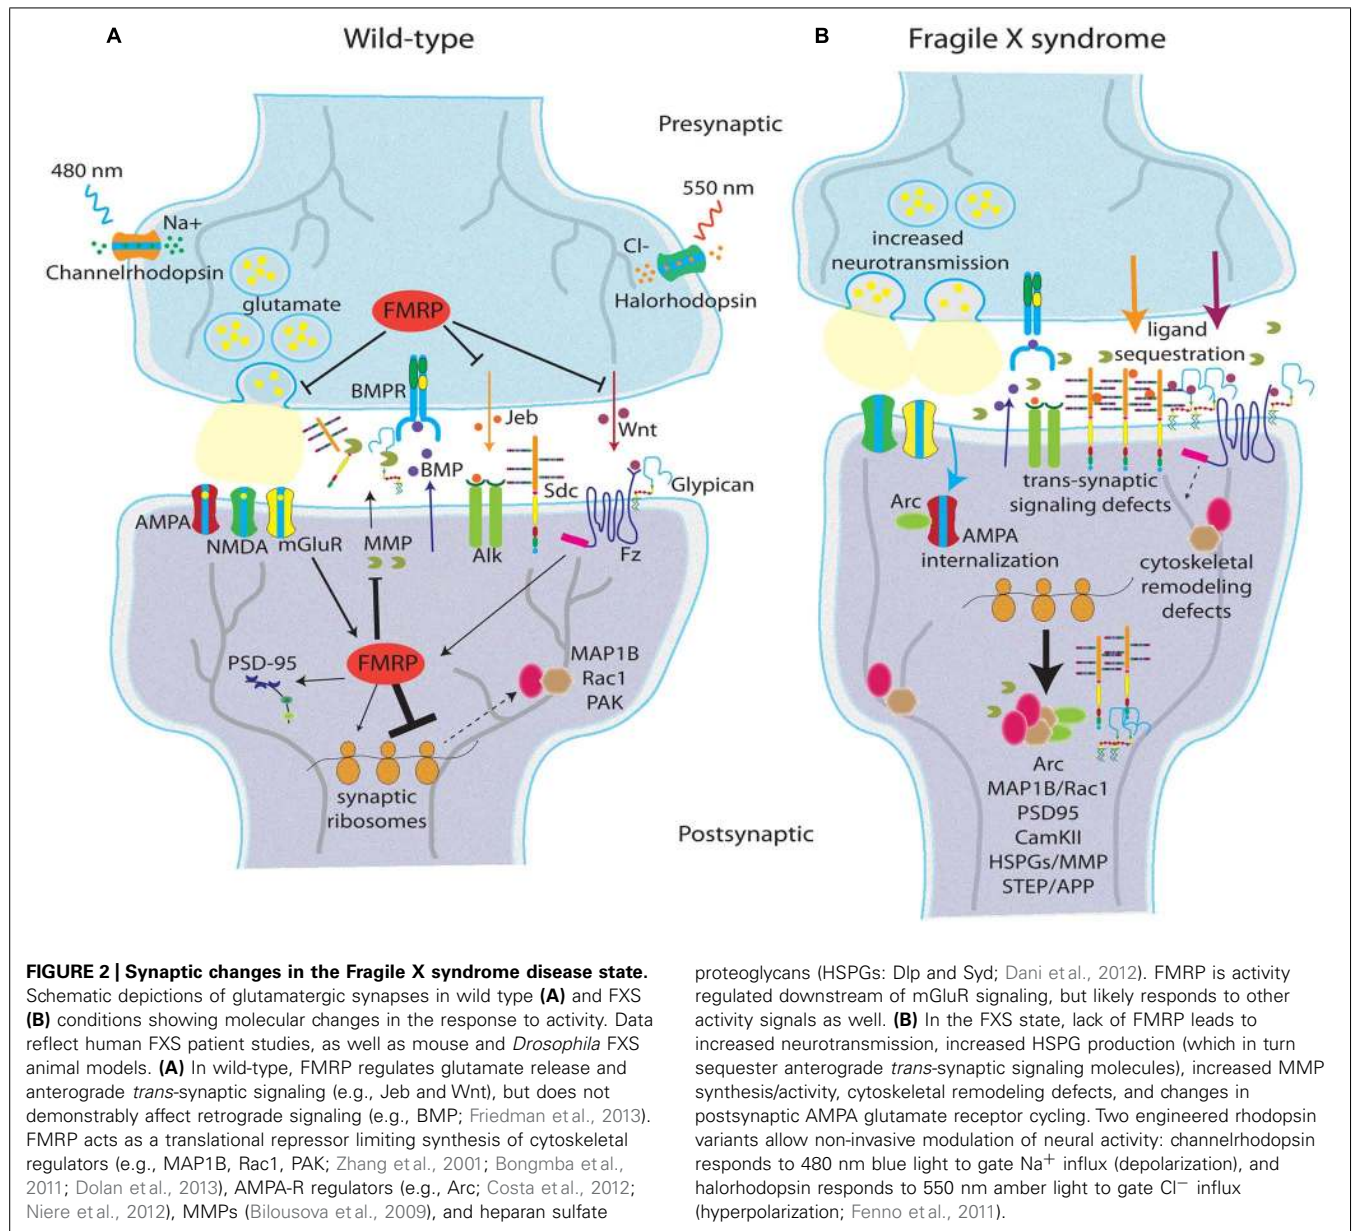 A
Wild-type
B
Fragile X syndrome
Presynaptic
480 nm
Na+
Channelrhodopsin
glutamate
FMRP
550 nm
Cl-
Halorhodopsin
BMPR
Jeb
Wnt
BMP
Sdc
Glypican
AMPA
NMDA
mGluR
MMP
Alk
Fz
FMRP
PSD-95
MAP1B
Rac1
PAK
synaptic
ribosomes
increased
neurotransmission
ligand
sequestration
trans-synaptic
signaling defects
Arc
AMPA
internalization
cytoskeletal
remodeling
defects
Arc
MAP1B/Rac1
PSD95
CamKII
HSPGs/MMP
STEP/APP
Postsynaptic
FIGURE 2 | Synaptic changes in the Fragile X syndrome disease state.
Schematic depictions of glutamatergic synapses in wild type (A) and FXS
(B) conditions showing molecular changes in the response to activity. Data
reflect human FXS patient studies, as well as mouse and Drosophila FXS
animal models. (A) In wild-type, FMRP regulates glutamate release and
anterograde trans-synaptic signaling (e.g., Jeb and Wnt), but does not
demonstrably affect retrograde signaling (e.g., BMP; Friedman et al., 2013).
FMRP acts as a translational repressor limiting synthesis of cytoskeletal
regulators (e.g., MAP1B, Rac1, PAK; Zhang et al., 2001; Bongmba et al.,
2011; Dolan et al., 2013), AMPA-R regulators (e.g., Arc; Costa et al., 2012;
Niere et al., 2012), MMPs (Bilousova et al., 2009), and heparan sulfate
proteoglycans (HSPGs: Dlp and Syd; Dani et al., 2012). FMRP is activity
regulated downstream of mGluR signaling, but likely responds to other
activity signals as well. (B) In the FXS state, lack of FMRP leads to
increased neurotransmission, increased HSPG production (which in turn
sequester anterograde trans-synaptic signaling molecules), increased MMP
synthesis/activity, cytoskeletal remodeling defects, and changes in
postsynaptic AMPA glutamate receptor cycling. Two engineered rhodopsin
variants allow non-invasive modulation of neural activity: channelrhodopsin
responds to 480 nm blue light to gate Na+ influx (depolarization), and
halorhodopsin responds to 550 nm amber light to gate Cl− influx
(hyperpolarization; Fenno et al., 2011).